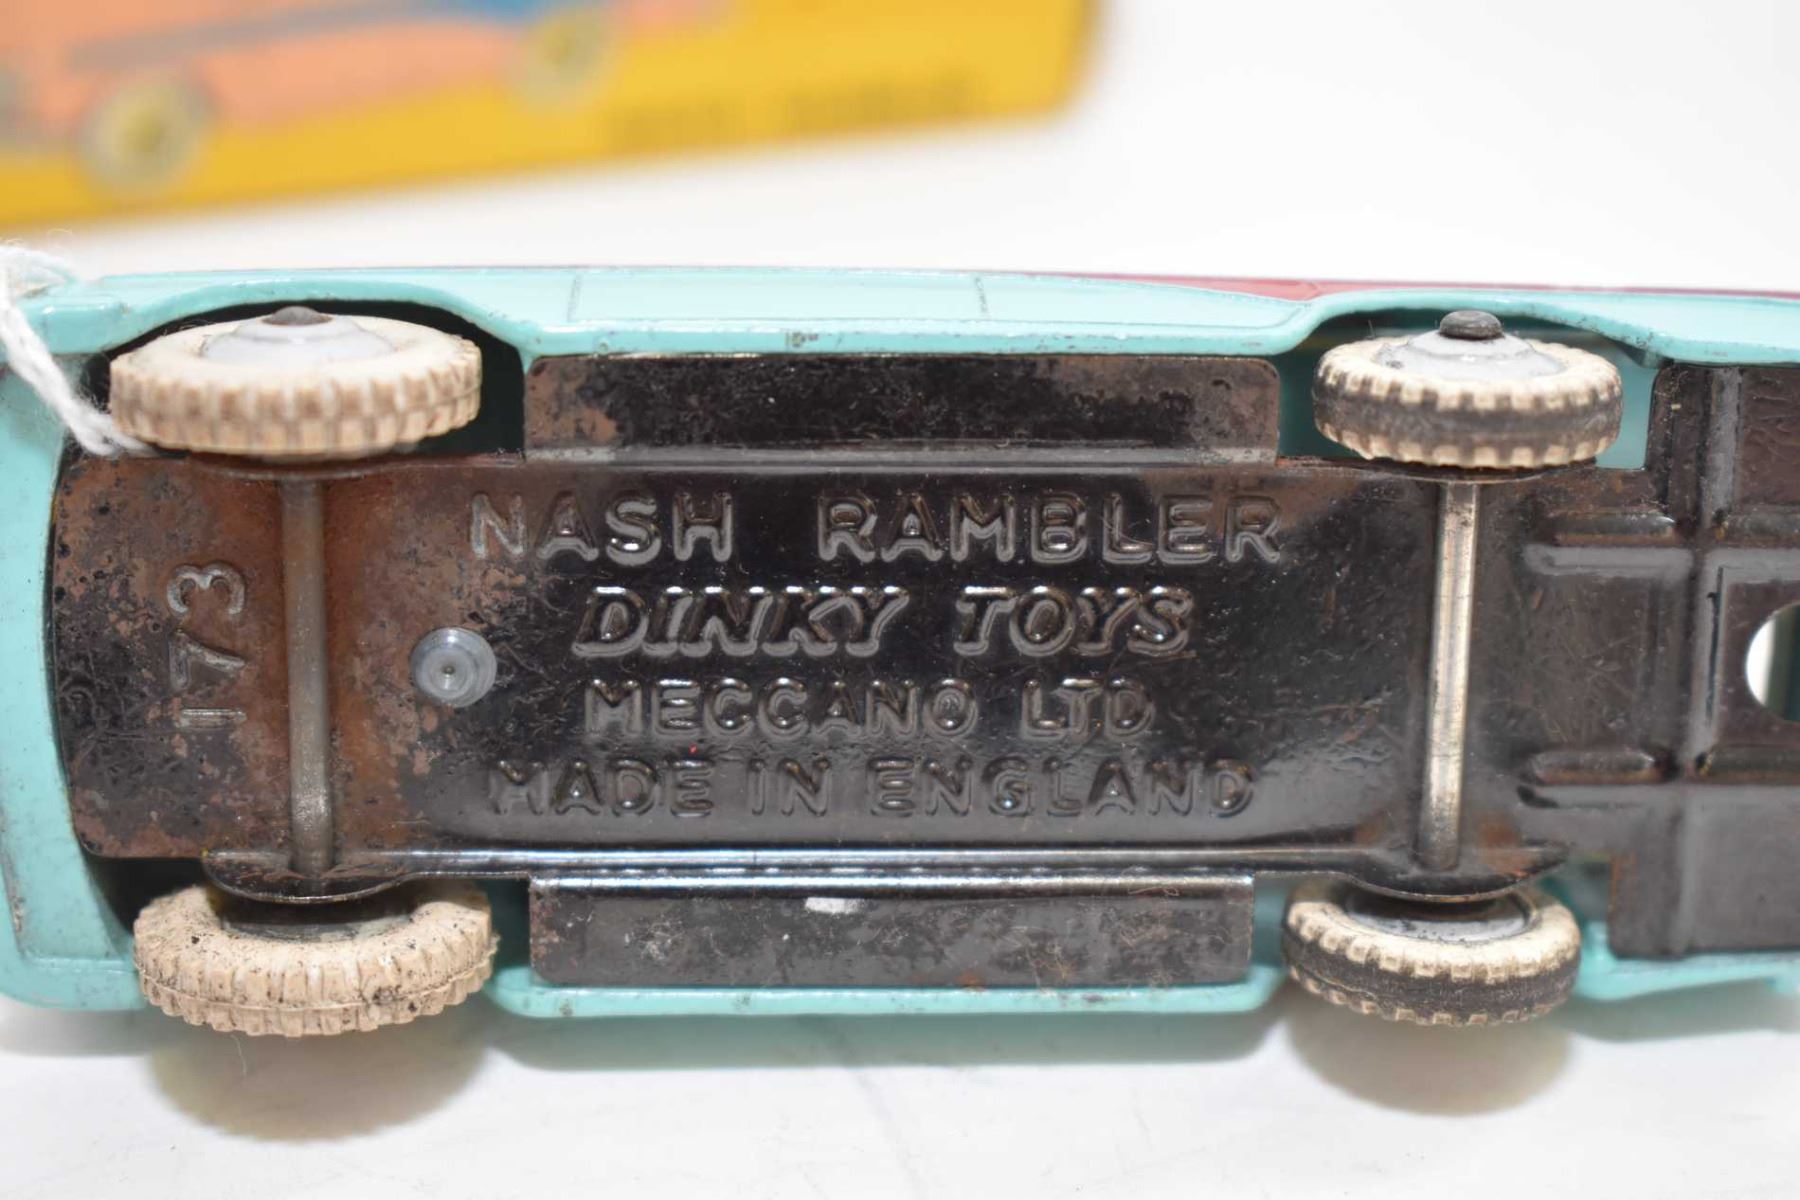 NASH RAMBLER
DINKY TOYS
MECCANO LTD
MADE IN ENGLAND
173